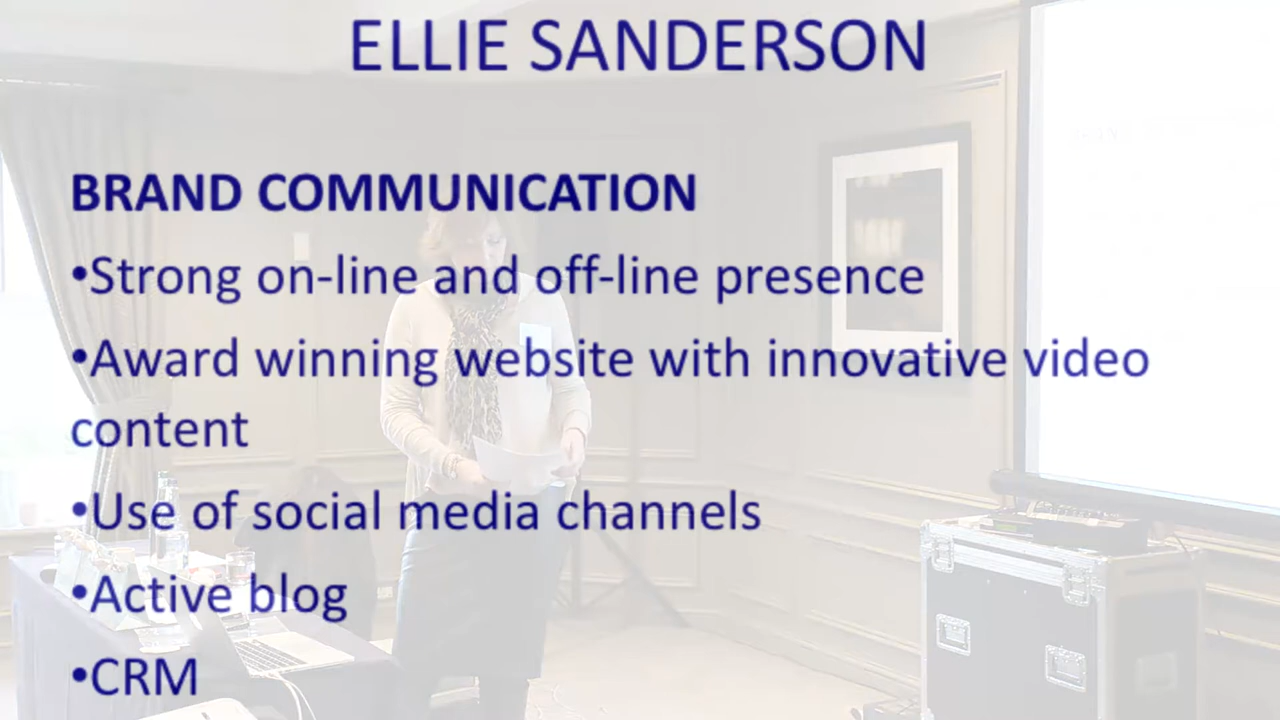 ELLIE SANDERSON
BRAND COMMUNICATION
•Strong on-line and off-line presence
•Award winning website with innovative video
content
•Use of social media channels
•Active blog
•CRM